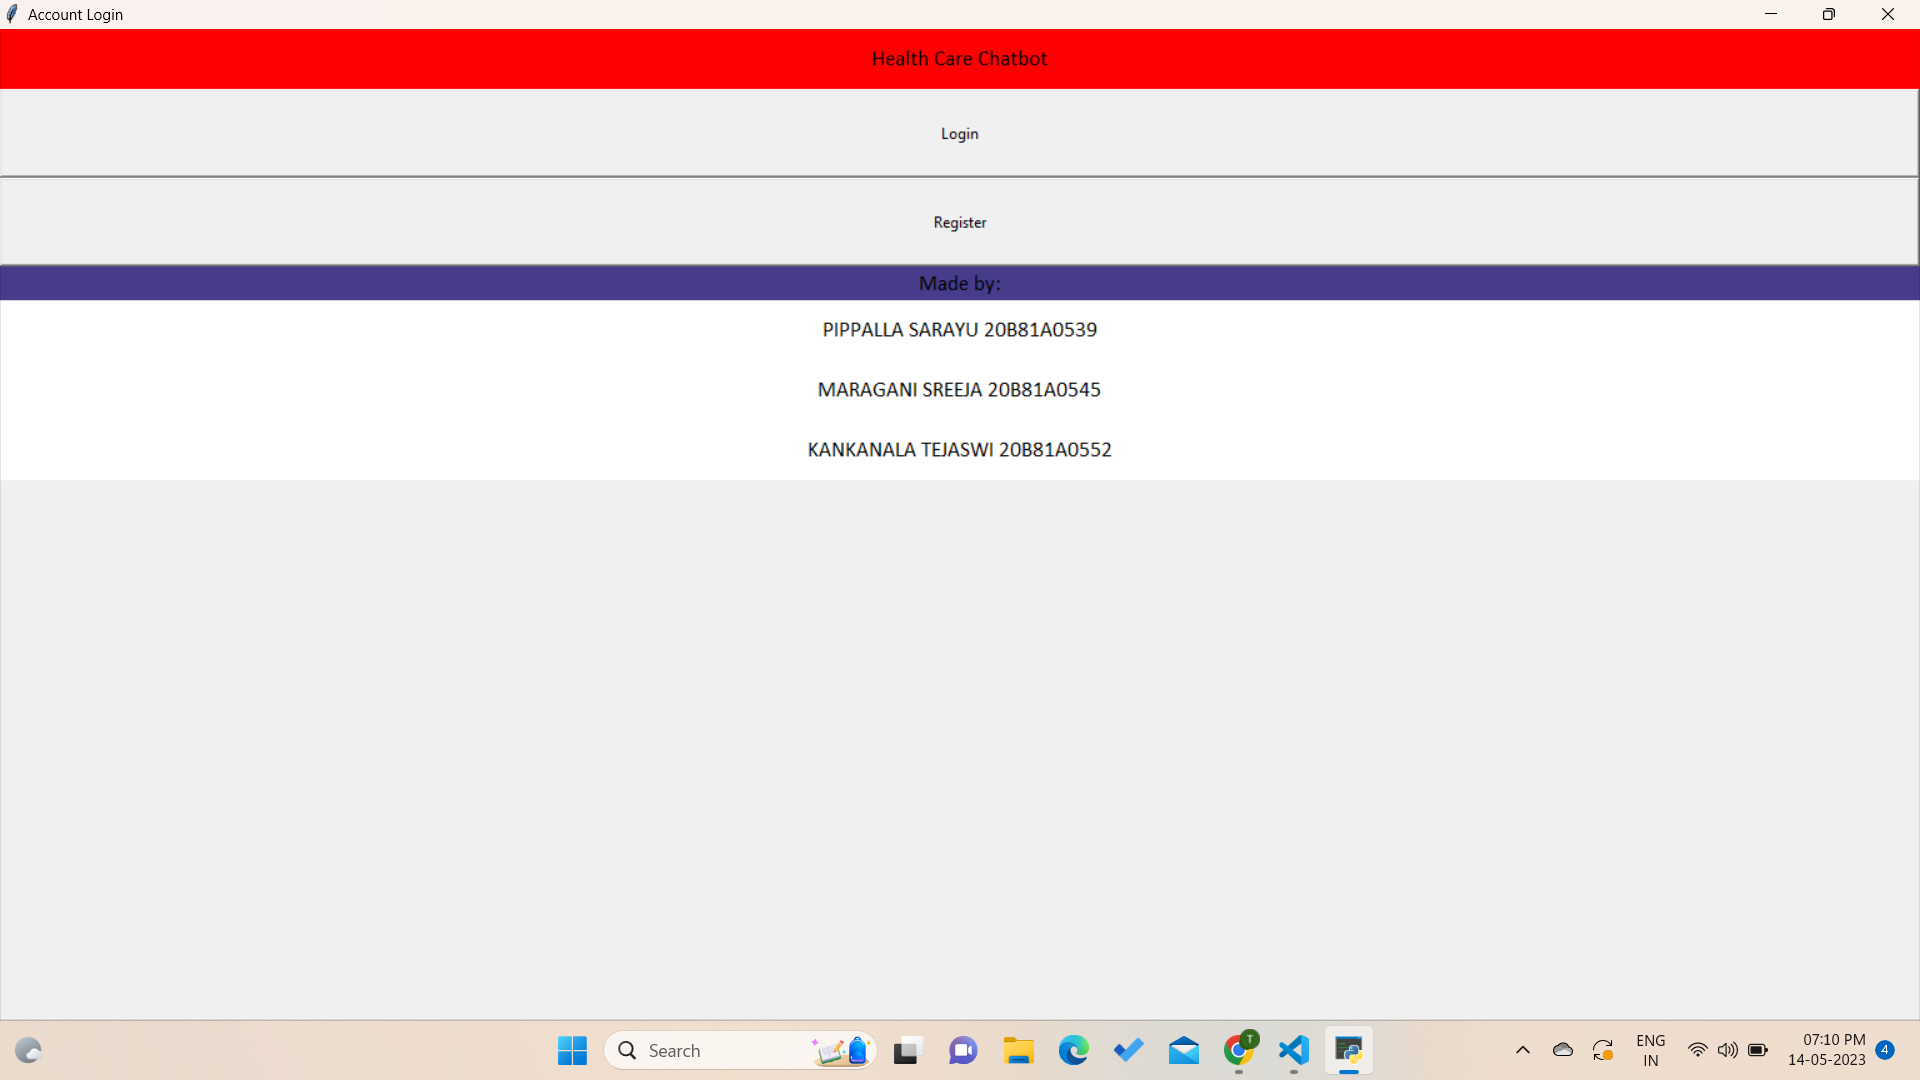 Account Login
Health Care Chatbot
Login
Register
Made by:
PIPPALLA SARAYU 20B81A0539
MARAGANI SREEJA 20B81A0545
KANKANALA TEJASWI 20B81A0552
Search
T
ENG
IN
07:10 PM
14-05-2023
4